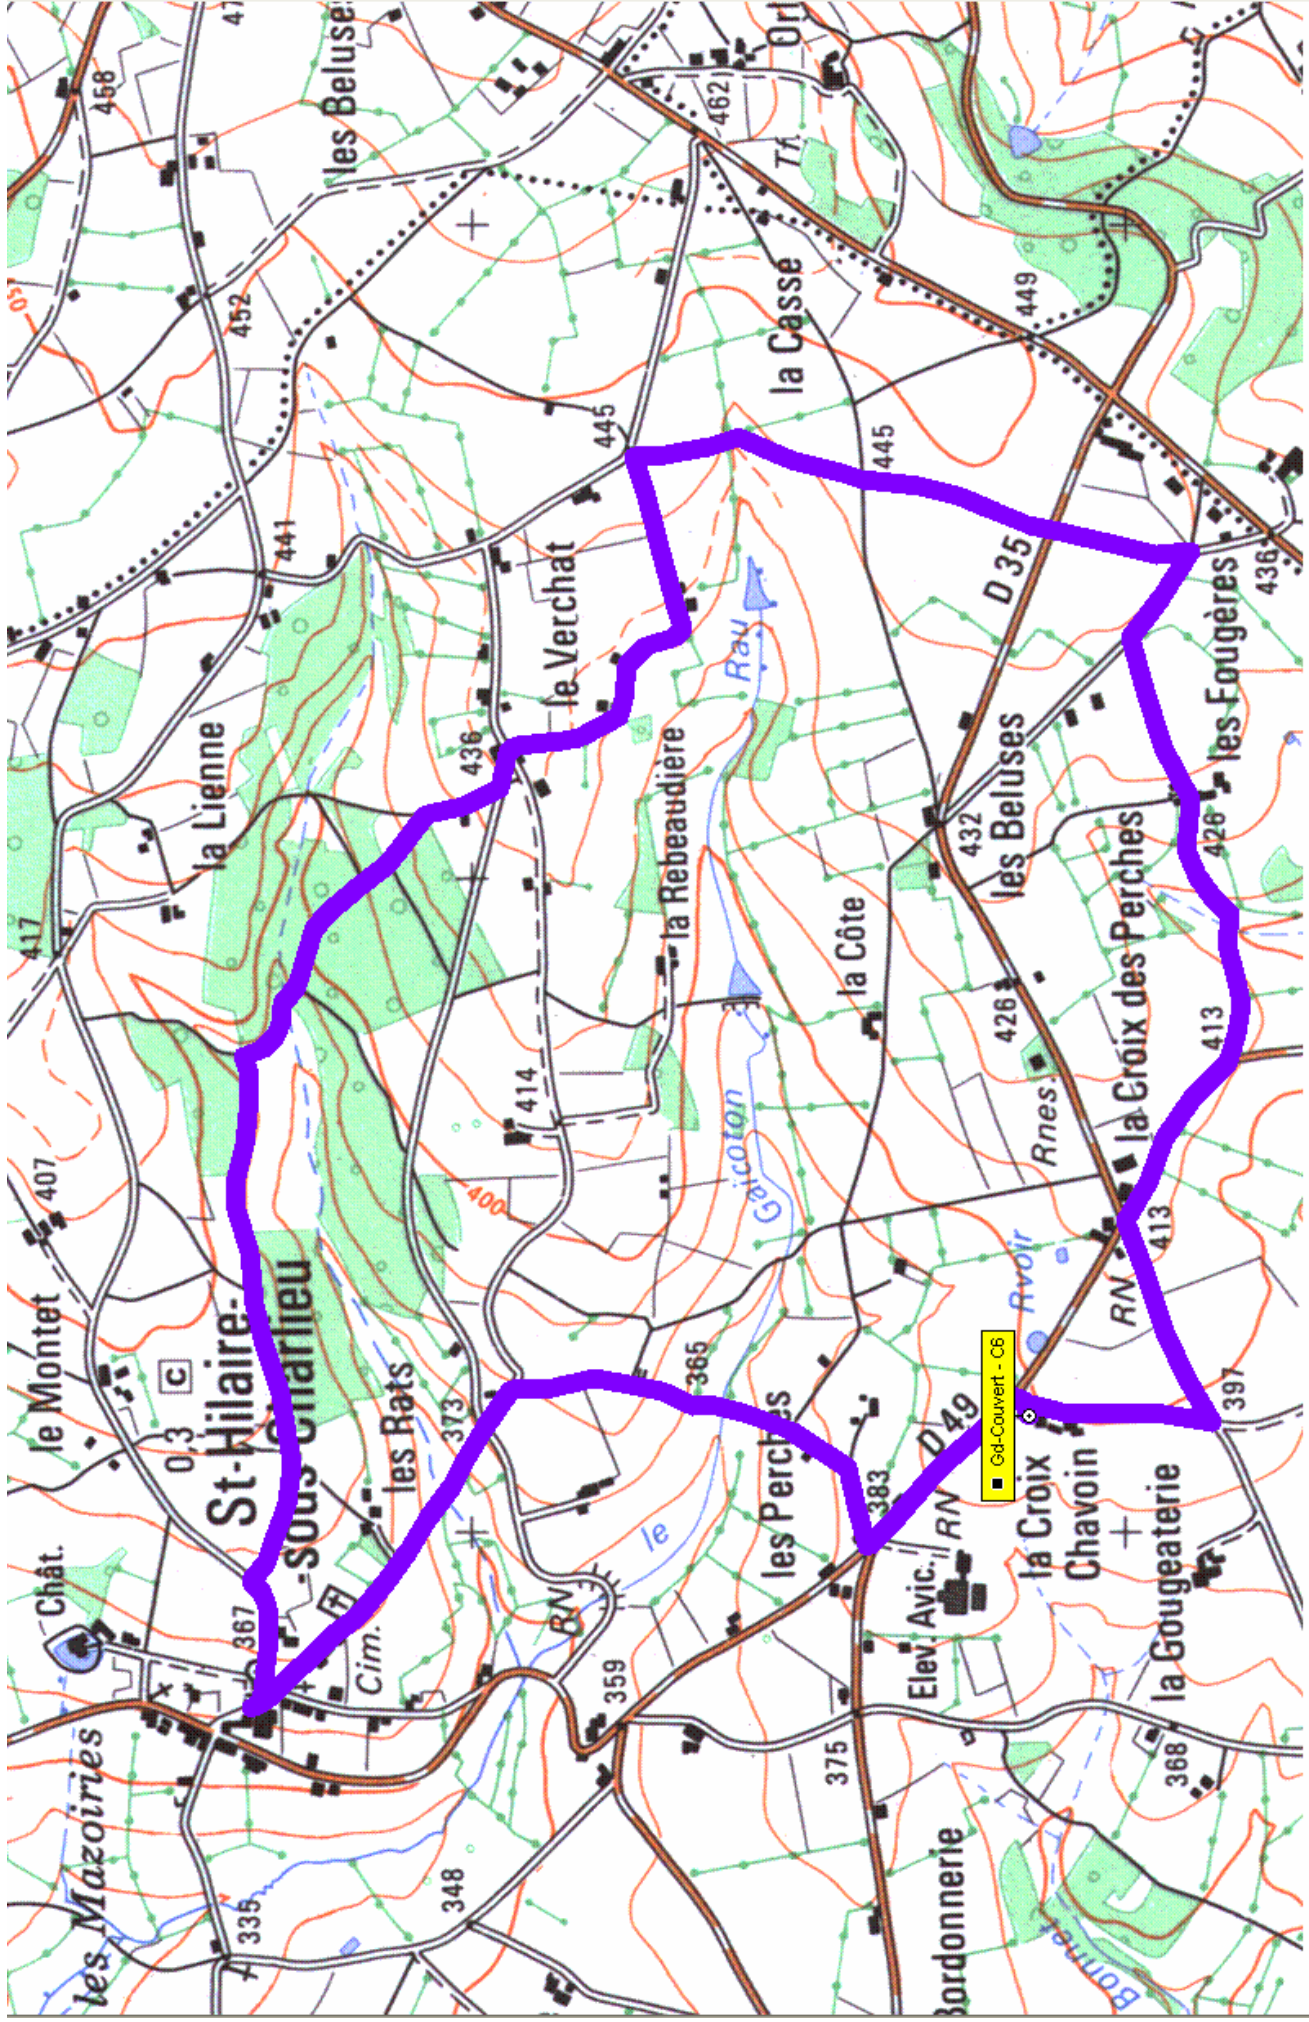 458
les Beluses
462
Tr.
452
la Casse
449
445
445
441
D 35
436
les Fougères
le Verchat
Rau
436
la Lienne
la Rebeaudière
les Beluses
432
426
417
la Côte
426
la Croix des Perches
413
414
Rnes.
Gaicoton
407
400
413
RN
Rvoir
le Montet
C
0,3
St-Hilaire-
-sous-Charlieu
les Rats
373
365
les Perches
D 49
Gd-Couvert - C6
397
383
RN
la Croix
Chavoin
la Gougeaterie
le
Chât.
367
Cim.
RN
359
Elev. Avic.
375
368
les Mazoires
335
348
Bordonnerie
Bonnet